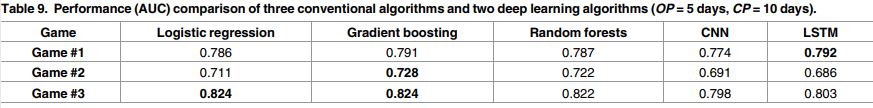 Table 9. Performance (AUC) comparison of three conventional algorithms and two deep learning algorithms (OP = 5 days, CP = 10 days).
Game Logistic regression Gradient boosting Random forests CNN LSTM
Game #1 0.786 0.791 0.787 0.774 0.792
Game #2 0.711 0.728 0.722 0.691 0.686
Game #3 0.824 0.824 0.822 0.798 0.803